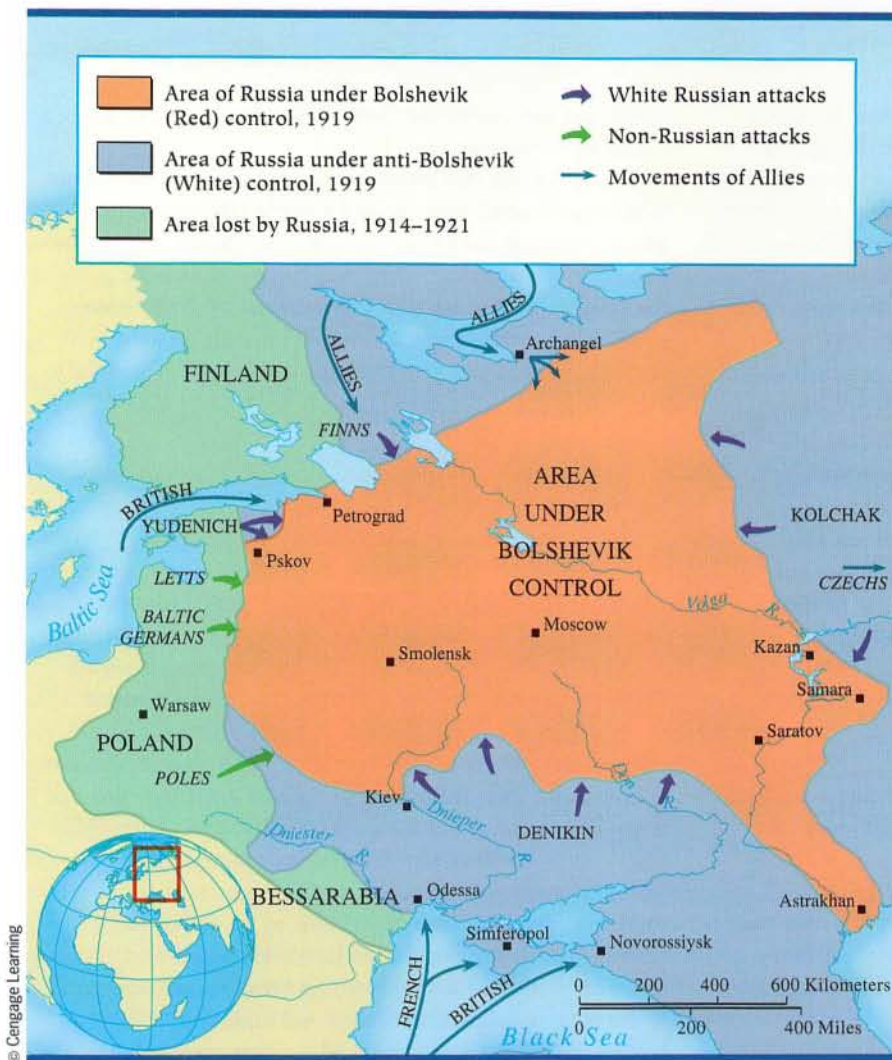 Area of Russia under Bolshevik
(Red) control, 1919
Area of Russia under anti-Bolshevik
(White) control, 1919
Area lost by Russia, 1914–1921
White Russian attacks
Non-Russian attacks
Movements of Allies
ALLIES
ALLIES
Archangel
FINLAND
FINNS
AREA
UNDER
BOLSHEVIK
CONTROL
BRITISH
Petrograd
YUDENICH
KOLCHAK
Pskov
LETTS
CZECHS
Baltic Sea
BALTIC
GERMANS
Volga R.
Moscow
Kazan
Smolensk
Samara
Warsaw
Saratov
POLAND
POLES
Kiev
Don R.
Dnieper R.
DENIKIN
Dniester R.
BESSARABIA
Odessa
Astrakhan
Simferopol
Novorossiysk
FRENCH
BRITISH
Black Sea
0 200 400 600 Kilometers
0 200 400 Miles
© Cengage Learning